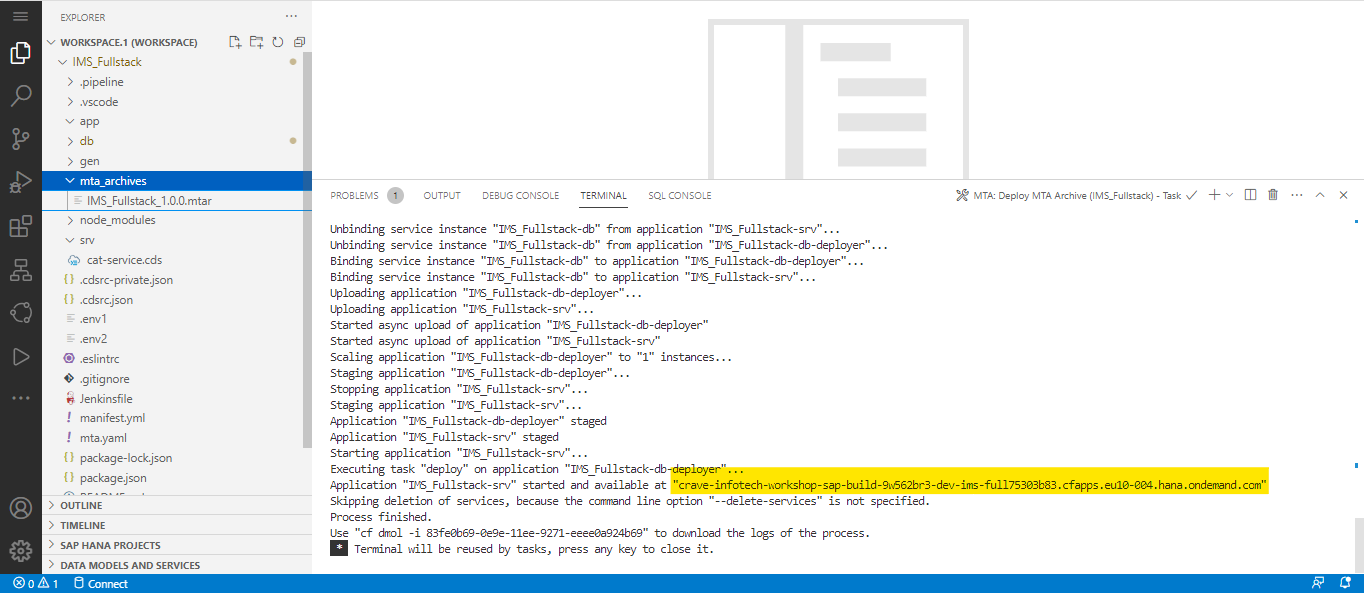 EXPLORER
WORKSPACE.1 (WORKSPACE)
IMS_Fullstack
.pipeline
.vscode
app
db
gen
mta_archives
IMS_Fullstack_1.0.0.mtar
node_modules
srv
cat-service.cds
.cdsrc-private.json
.cdsrc.json
.env1
.env2
.eslintrc
.gitignore
Jenkinsfile
manifest.yml
mta.yaml
package-lock.json
package.json
OUTLINE
TIMELINE
SAP HANA PROJECTS
DATA MODELS AND SERVICES
PROBLEMS 1 OUTPUT DEBUG CONSOLE TERMINAL SQL CONSOLE MTA: Deploy MTA Archive (IMS_Fullstack) - Task
Unbinding service instance "IMS_Fullstack-db" from application "IMS_Fullstack-srv"...
Unbinding service instance "IMS_Fullstack-db" from application "IMS_Fullstack-db-deployer"...
Binding service instance "IMS_Fullstack-db" to application "IMS_Fullstack-db-deployer"...
Binding service instance "IMS_Fullstack-db" to application "IMS_Fullstack-srv"...
Uploading application "IMS_Fullstack-db-deployer"...
Uploading application "IMS_Fullstack-srv"...
Started async upload of application "IMS_Fullstack-db-deployer"
Started async upload of application "IMS_Fullstack-srv"
Scaling application "IMS_Fullstack-db-deployer" to "1" instances...
Staging application "IMS_Fullstack-db-deployer"...
Stopping application "IMS_Fullstack-srv"...
Staging application "IMS_Fullstack-srv"...
Application "IMS_Fullstack-db-deployer" staged
Application "IMS_Fullstack-srv" staged
Starting application "IMS_Fullstack-srv"...
Executing task "deploy" on application "IMS_Fullstack-db-deployer"...
Application "IMS_Fullstack-srv" started and available at "crave-infotech-workshop-sap-build-9w562br3-dev-ims-full75303b83.cfapps.eu10-004.hana.ondemand.com"
Skipping deletion of services, because the command line option "--delete-services" is not specified.
Process finished.
Use "cf dmol -i 83fe0b69-0e9e-11ee-9271-eeee0a924b69" to download the logs of the process.
* Terminal will be reused by tasks, press any key to close it.
0 1 Connect